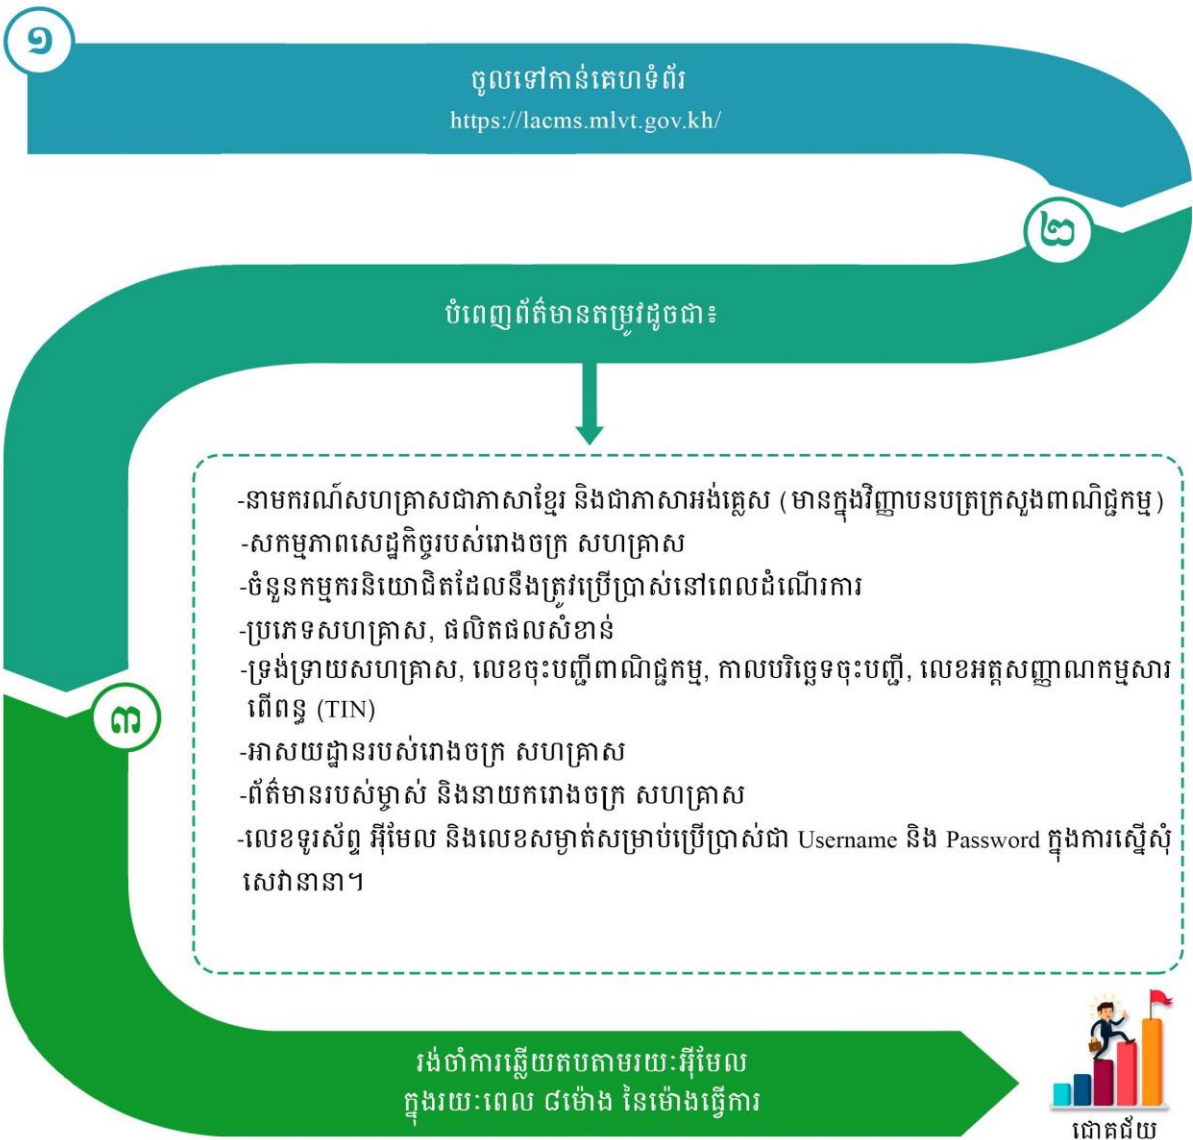 ១
ចូលទៅកាន់គេហទំព័រ
https://lacms.mlvt.gov.kh/
២
បំពេញព័ត៌មានតម្រូវដូចជា៖
-នាមករណ៍សហគ្រាសជាភាសាខ្មែរ និងជាភាសាអង់គ្លេស (មានក្នុងវិញ្ញាបនបត្រក្រសួងពាណិជ្ជកម្ម)
-សកម្មភាពសេដ្ឋកិច្ចរបស់រោងចក្រ សហគ្រាស
-ចំនួនកម្មករនិយោជិតដែលនឹងត្រូវប្រើប្រាស់នៅពេលដំណើរការ
-ប្រភេទសហគ្រាស, ផលិតផលសំខាន់
-ទ្រង់ទ្រាយសហគ្រាស, លេខចុះបញ្ជីពាណិជ្ជកម្ម, កាលបរិច្ឆេទចុះបញ្ជី, លេខអត្តសញ្ញាណកម្មសារ
ពើពន្ធ (TIN)
-អាសយដ្ឋានរបស់រោងចក្រ សហគ្រាស
-ព័ត៌មានរបស់ម្ចាស់ និងនាយករោងចក្រ សហគ្រាស
-លេខទូរស័ព្ទ អ៊ីមែល និងលេខសម្ងាត់សម្រាប់ប្រើប្រាស់ជា Username និង Password ក្នុងការស្នើសុំ
សេវានានា។
៣
រង់ចាំការឆ្លើយតបតាមរយៈអ៊ីមែល
ក្នុងរយៈពេល ៨ម៉ោង នៃម៉ោងធ្វើការ
ជោគជ័យ